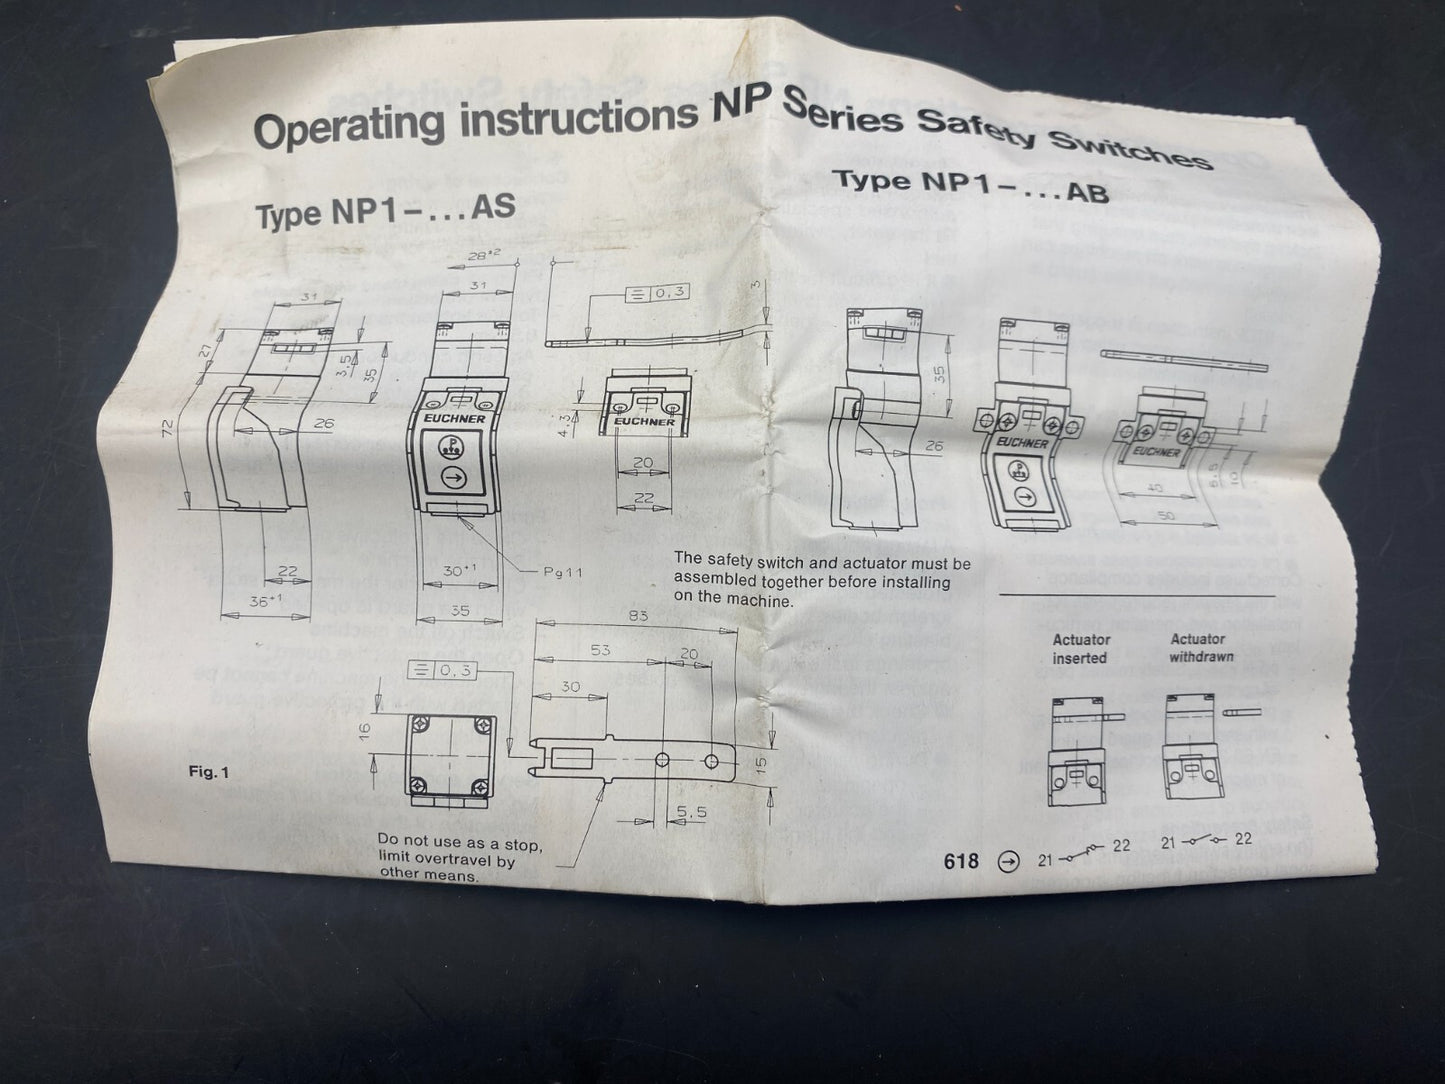 Operating instructions NP Series Safety Switches
Type NP1-...AS
Type NP1-...AB
28±2
31
31
0,3
3
27
3,5
35
72
26
EUCHNER
P
4,3
EUCHNER
20
22
35
26
EUCHNER
P
EUCHNER
5,5
10
40
50
22
36+1
30+1
35
Pg11
The safety switch and actuator must be
assembled together before installing
on the machine.
83
53
20
30
0,3
16
15
5,5
Fig. 1
Do not use as a stop,
limit overtravel by
other means.
Actuator
inserted
Actuator
withdrawn
618
21
22
21
22